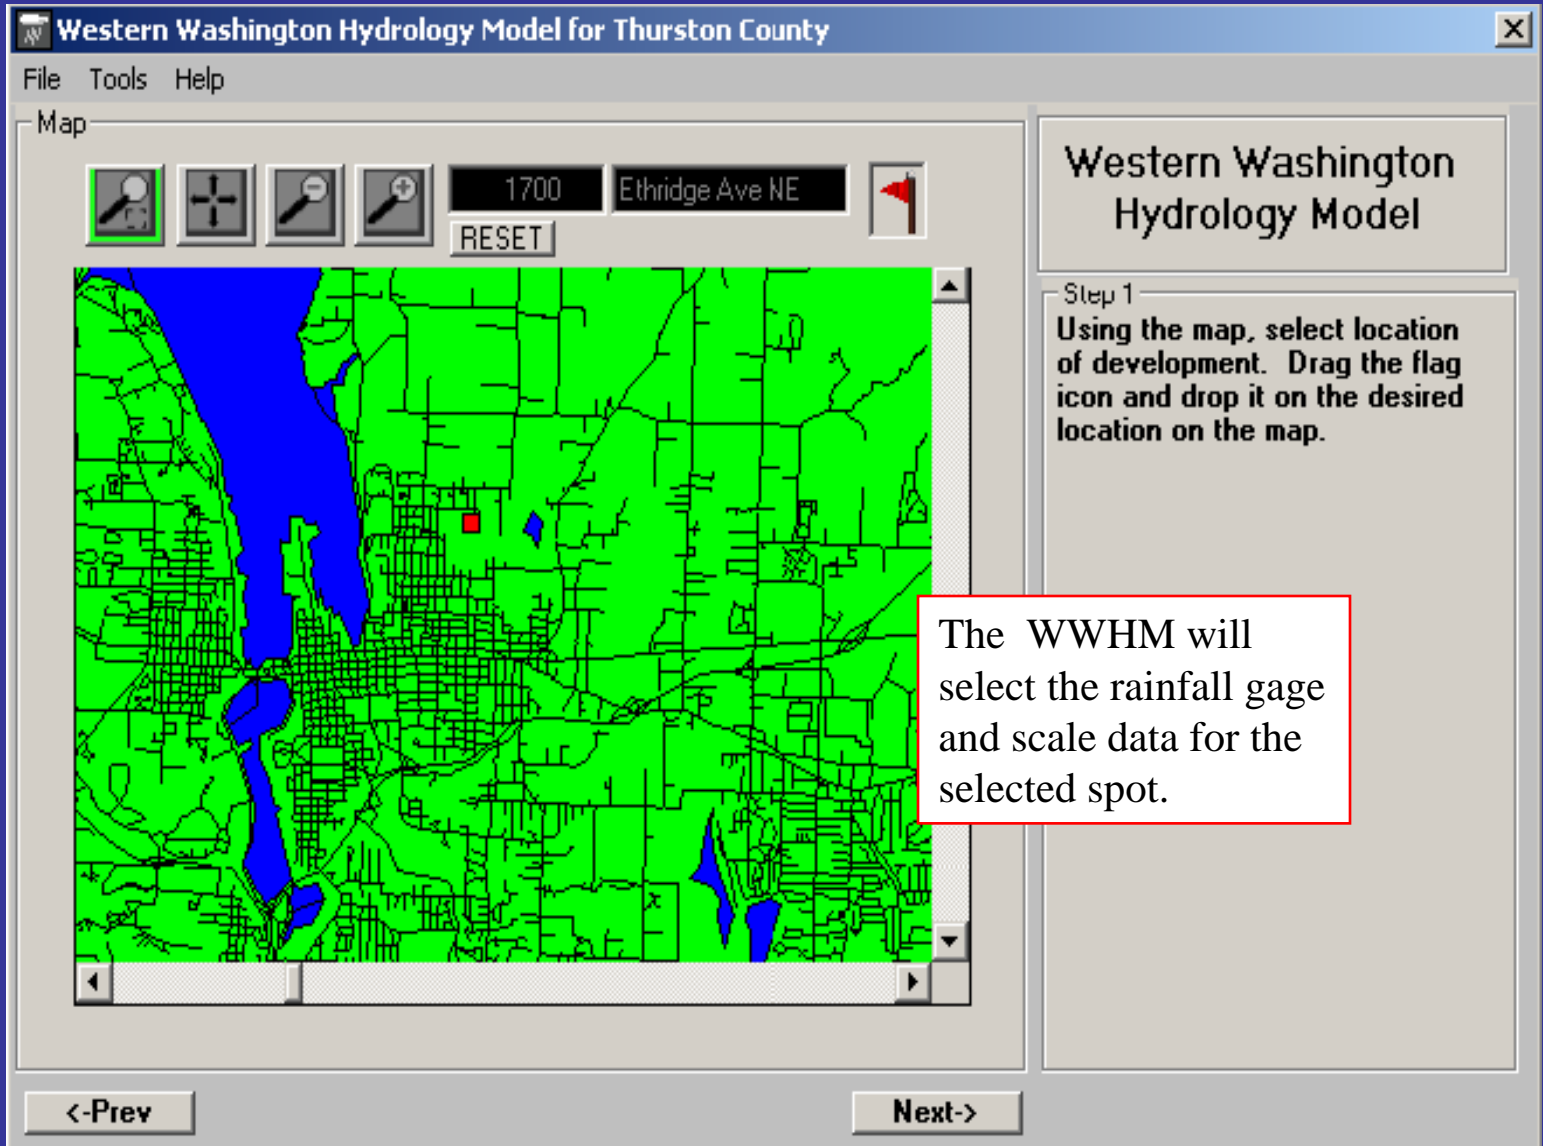 Western Washington Hydrology Model for Thurston County
File Tools Help
Map
1700 Ethridge Ave NE
RESET
Western Washington
Hydrology Model
Step 1
Using the map, select location
of development. Drag the flag
icon and drop it on the desired
location on the map.
The WWHM will
select the rainfall gage
and scale data for the
selected spot.
<-Prev
Next->